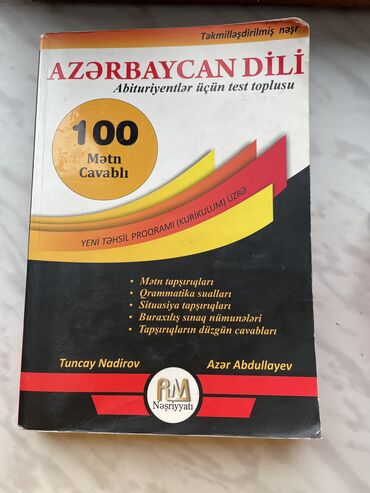 Təkmilləşdirilmiş nəşr
AZƏRBAYCAN DİLİ
Abituriyentlər üçün test toplusu
100
Mətn
Cavablı
YENİ TƏHSİL PROQRAMI (KURİKULUM) ÜZRƏ
• Mətn tapşırıqları
• Qrammatika sualları
• Situasiya tapşırıqları
• Buraxılış sınaq nümunələri
• Tapşırıqların düzgün cavabları
Tuncay Nadirov Azər Abdullayev
RM
Nəşriyyatı